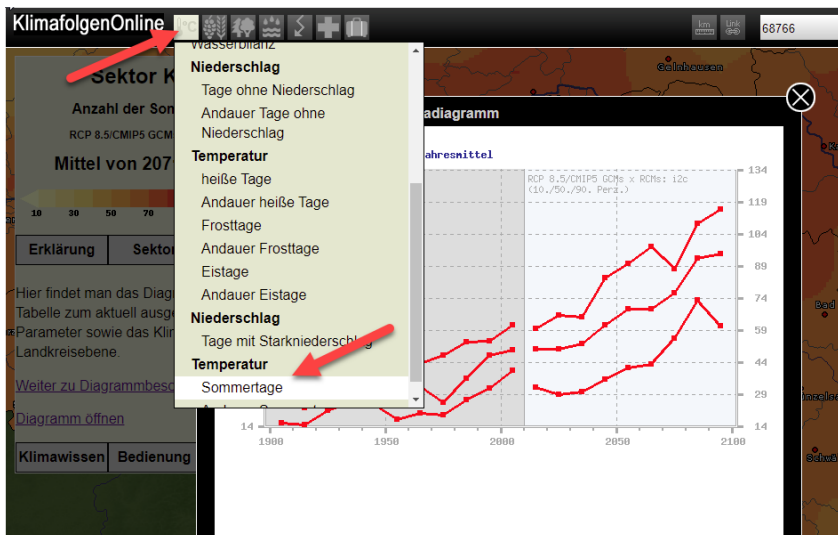 KlimafolgenOnline
°C
km
Link
68766
Wasserbilanz
Niederschlag
Tage ohne Niederschlag
Andauer Tage ohne
Niederschlag
Temperatur
heiße Tage
Andauer heiße Tage
Frosttage
Andauer Frosttage
Eistage
Andauer Eistage
Niederschlag
Tage mit Starkniederschlag
Temperatur
Sommertage
Sektor K
Anzahl der Son
RCP 8.5/CMIP5 GCM
Mittel von 207
10 30 50 70
Erklärung Sektor
Hier findet man das Diag
Tabelle zum aktuell ausge
Parameter sowie das Klin
Landkreisebene.
Weiter zu Diagrammbesc
Diagramm öffnen
Klimawissen Bedienung
adiagramm
ahresmittel
RCP 8.5/CMIP5 GCMs x RCMs: i2c
(10./50./90. Perz.)
134
119
104
89
74
59
44
29
14 14
1900 1950 2000 2050 2100
Gelnhausen
Bad